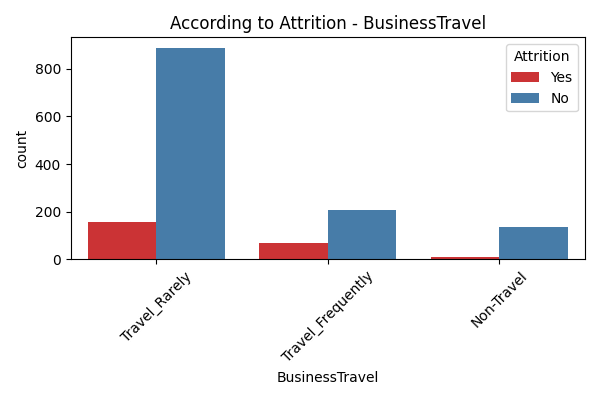 According to Attrition - BusinessTravel
Attrition
Yes
No
count
800
600
400
200
0
Travel_Rarely
Travel_Frequently
Non-Travel
BusinessTravel